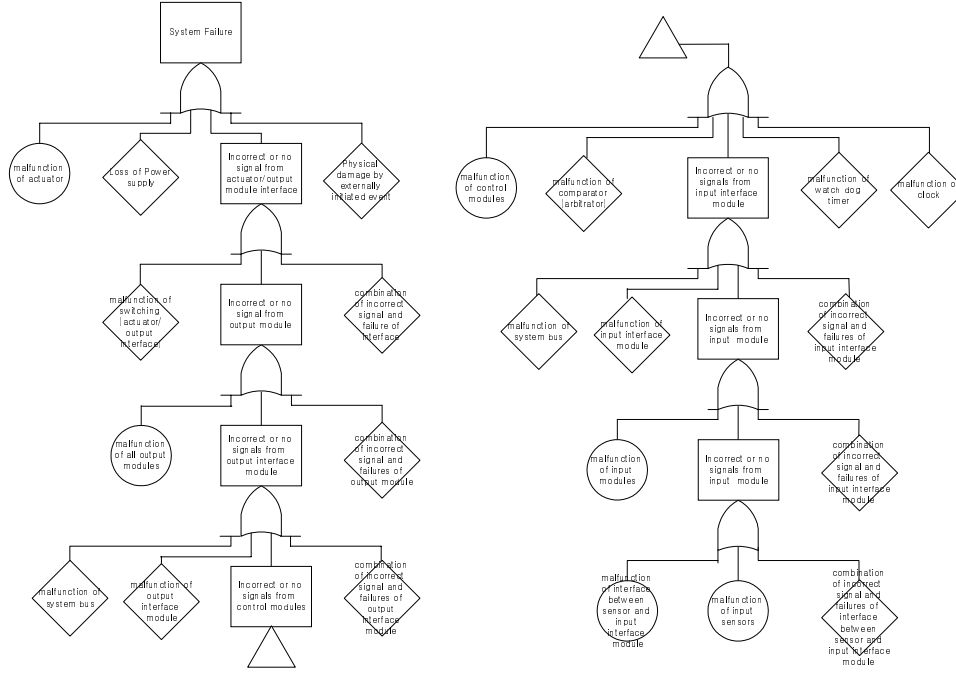 System Failure
malfunction
of actuator
Loss of Power
supply
Incorrect or no
signal from
actuator/output
module interface
Physical
damage by
externally
initiated event
malfunction of
switching
(actuator/
output
interface)
Incorrect or no
signal from
output module
combination of
incorrect signal
and failure of
interface
malfunction
of all output
modules
Incorrect or no
signals from
output interface
module
combination
of incorrect
signal and
failures of
output module
malfunction of
system bus
malfunction of
output
interface
module
Incorrect or no
signals from
control modules
combination
of incorrect
signal and
failures of
output
interface
module
malfunction
of control
modules
malfunction of
comparator
(arbitrator)
Incorrect or no
signals from
input interface
module
malfunction of
watch dog
timer
malfunction of
clock
malfunction of
system bus
malfunction of
input interface
module
Incorrect or no
signals from
input module
combination
of incorrect
signal and
failures of
input interface
module
malfunction
of input
modules
Incorrect or no
signals from
input module
combination
of incorrect
signal and
failures of
input interface
module
malfunction
of interface
between
sensor and
input
interface
module
malfunction
of input
sensors
combination
of incorrect
signal and
failures of
interface
between
sensor and
input interface
module